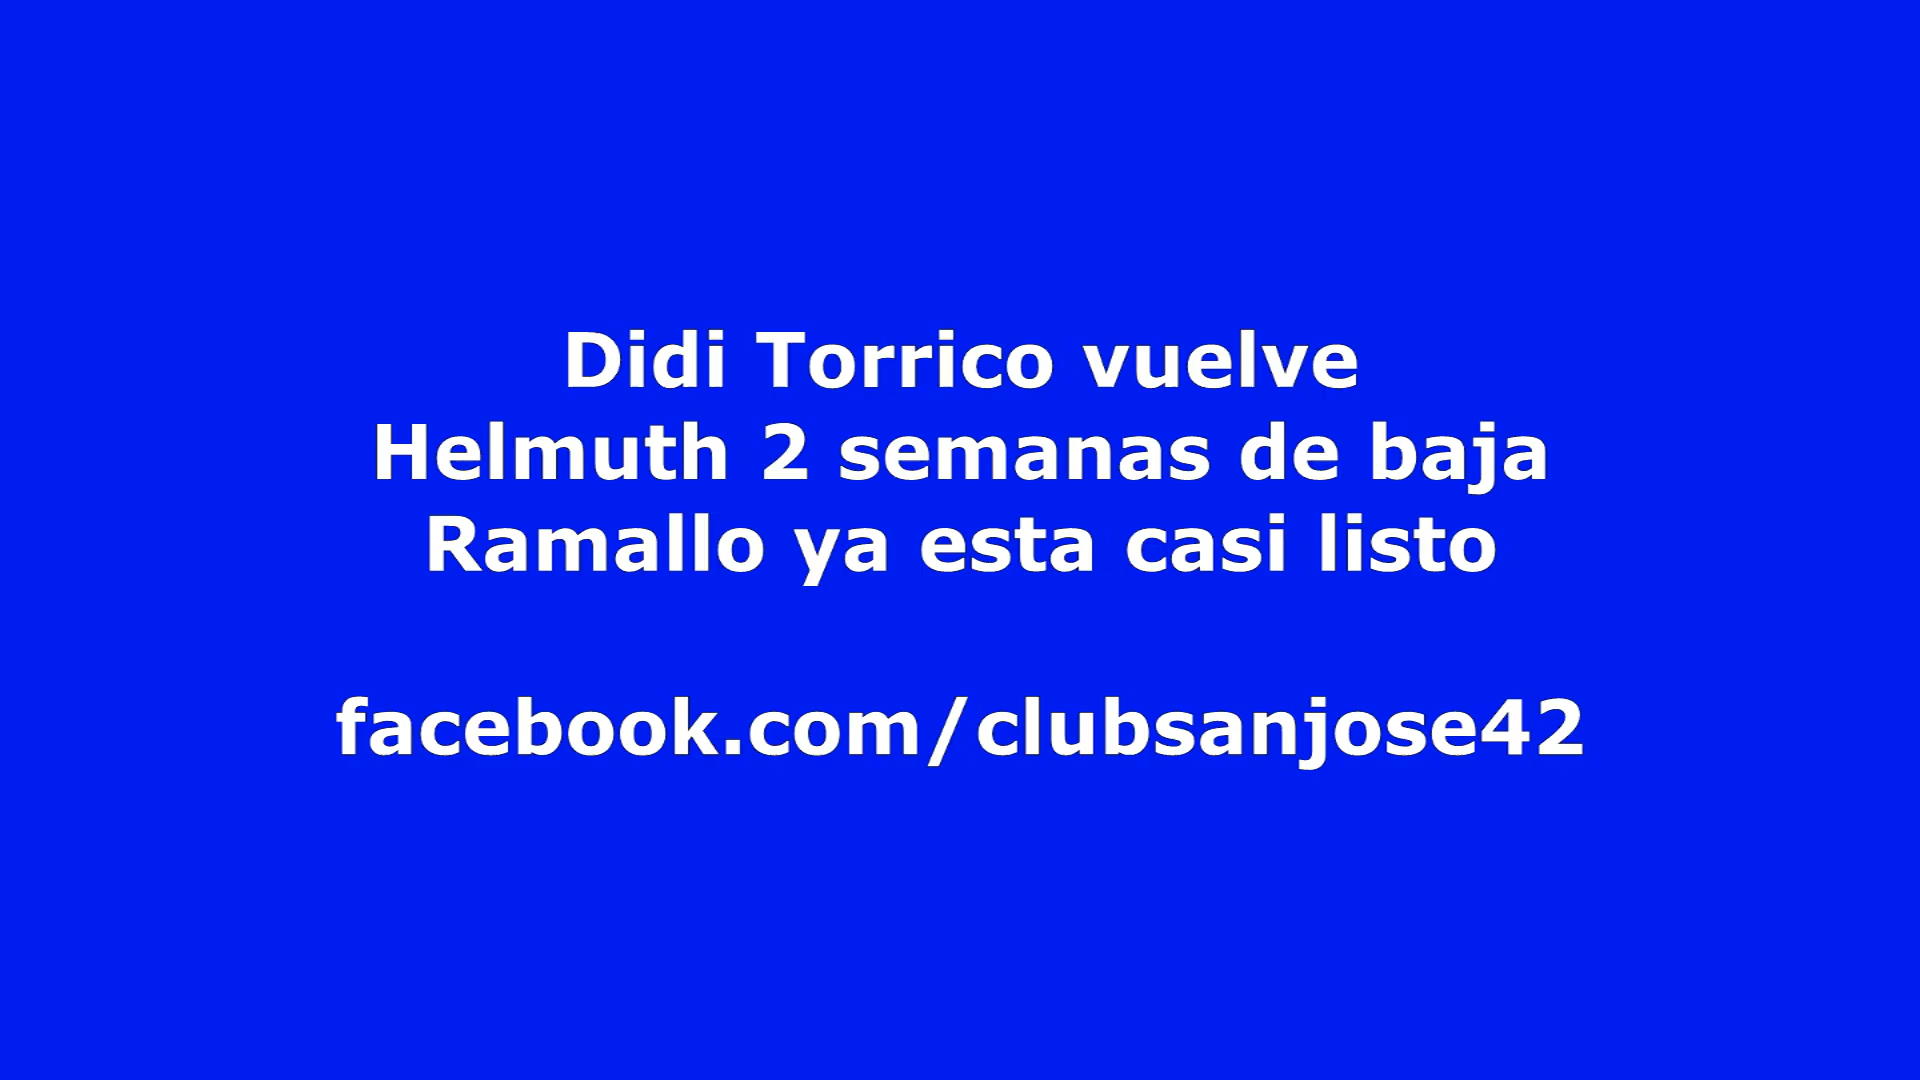 Didi Torrico vuelve
Helmuth 2 semanas de baja
Ramallo ya esta casi listo
facebook.com/clubsanjose42